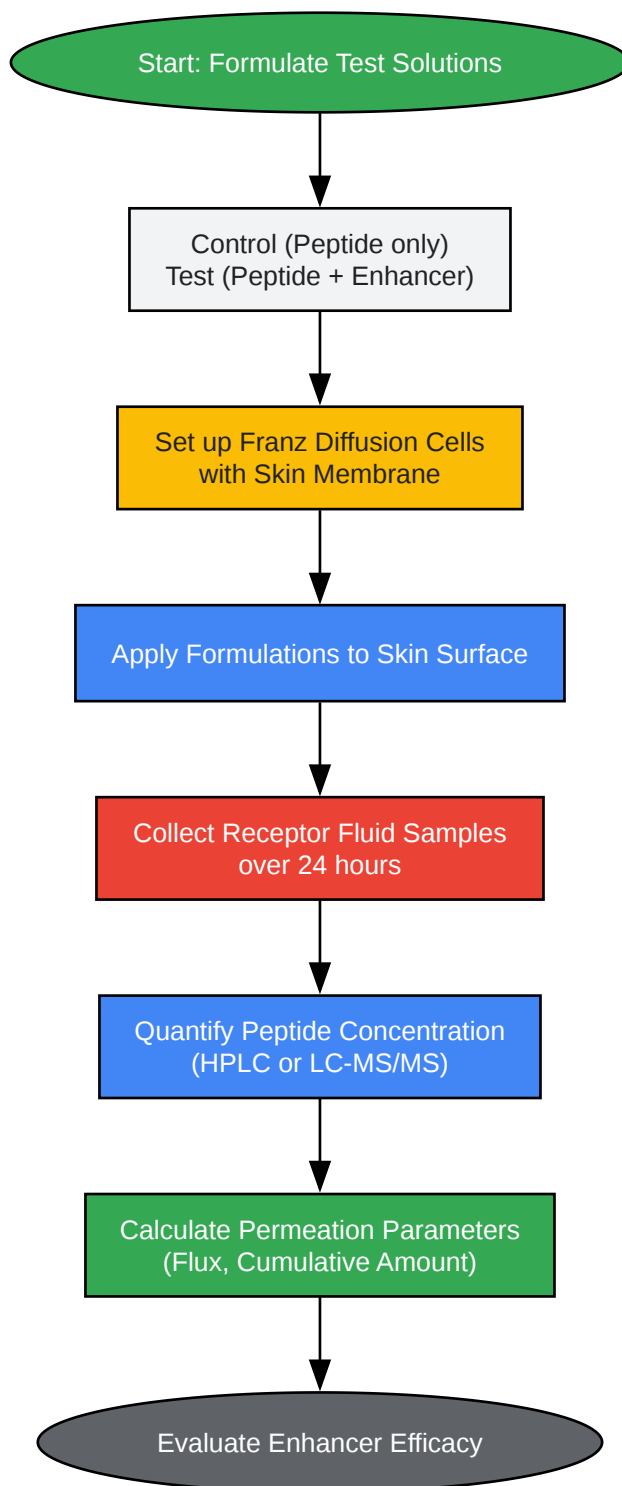 Start: Formulate Test Solutions
Control (Peptide only)
Test (Peptide + Enhancer)
Set up Franz Diffusion Cells
with Skin Membrane
Apply Formulations to Skin Surface
Collect Receptor Fluid Samples
over 24 hours
Quantify Peptide Concentration
(HPLC or LC-MS/MS)
Calculate Permeation Parameters
(Flux, Cumulative Amount)
Evaluate Enhancer Efficacy